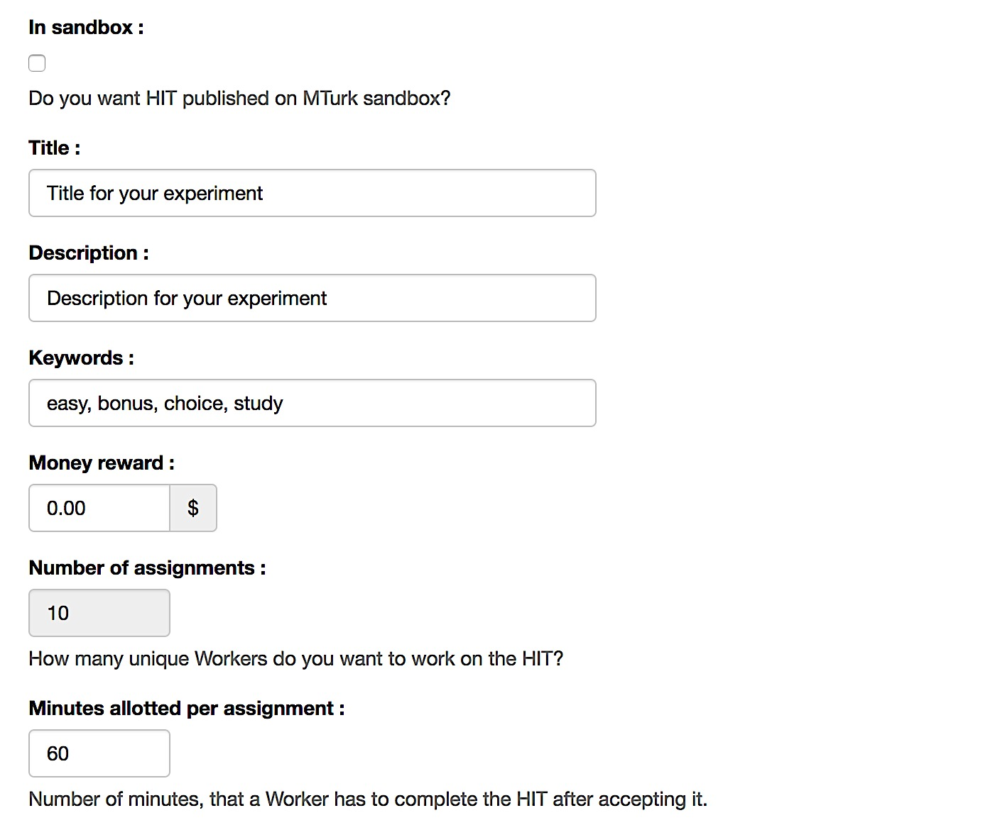 In sandbox :
Do you want HIT published on MTurk sandbox?
Title :
Title for your experiment
Description :
Description for your experiment
Keywords :
easy, bonus, choice, study
Money reward :
0.00 $
Number of assignments :
10
How many unique Workers do you want to work on the HIT?
Minutes allotted per assignment :
60
Number of minutes, that a Worker has to complete the HIT after accepting it.